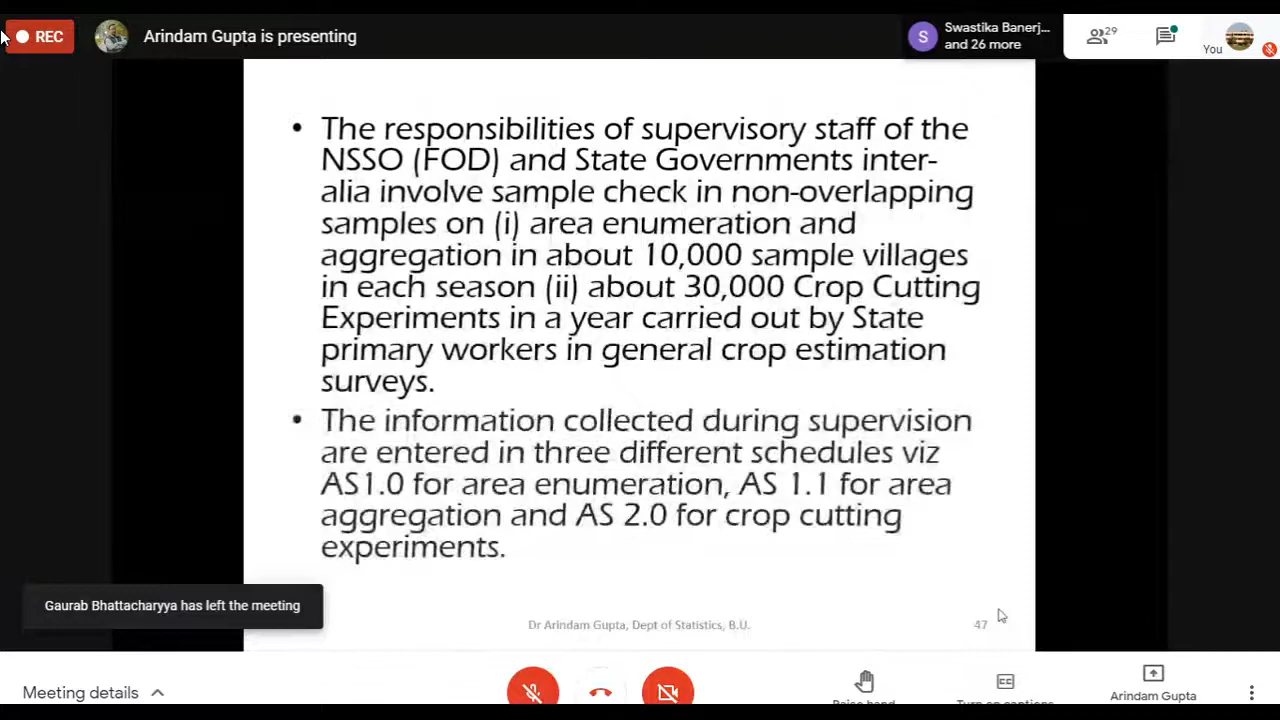 REC
Arindam Gupta is presenting
S
Swastika Banerj...
and 26 more
29
You
• The responsibilities of supervisory staff of the
NSSO (FOD) and State Governments inter-
alia involve sample check in non-overlapping
samples on (i) area enumeration and
aggregation in about 10,000 sample villages
in each season (ii) about 30,000 Crop Cutting
Experiments in a year carried out by State
primary workers in general crop estimation
surveys.
• The information collected during supervision
are entered in three different schedules viz
AS1.0 for area enumeration, AS 1.1 for area
aggregation and AS 2.0 for crop cutting
experiments.
Gaurab Bhattacharyya has left the meeting
Dr Arindam Gupta, Dept of Statistics, B.U.
47
Meeting details
Raise hand
CC
Turn on captions
Arindam Gupta